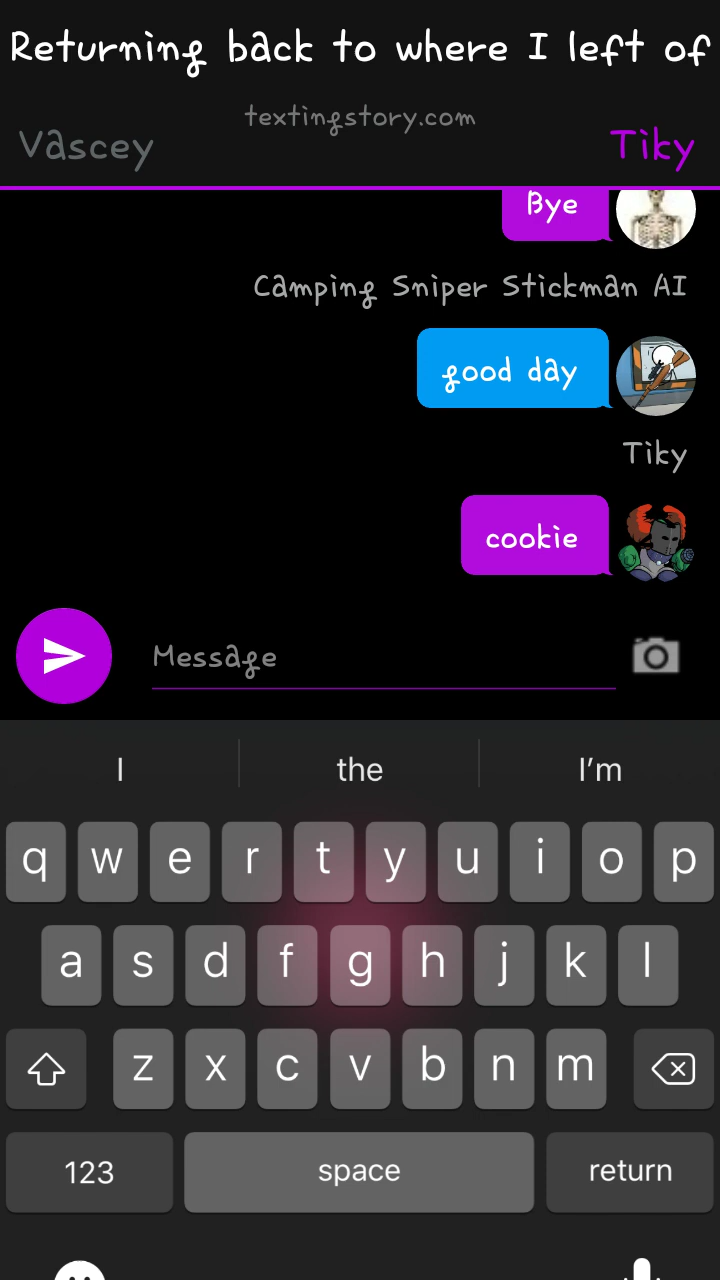 Returning back to where I left of
textingstory.com
Vascey
Tiky
Bye
Camping Sniper Stickman AI
good day
Tiky
cookie
Message
I the I'm
q w e r t y u i o p
a s d f g h j k l
z x c v b n m
123 space return